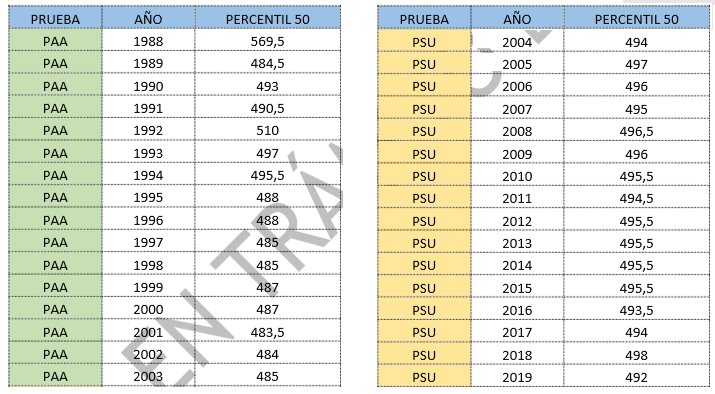 PRUEBA AÑO PERCENTIL 50
PAA 1988 569,5
PAA 1989 484,5
PAA 1990 493
PAA 1991 490,5
PAA 1992 510
PAA 1993 497
PAA 1994 495,5
PAA 1995 488
PAA 1996 488
PAA 1997 485
PAA 1998 485
PAA 1999 487
PAA 2000 487
PAA 2001 483,5
PAA 2002 484
PAA 2003 485
PRUEBA AÑO PERCENTIL 50
PSU 2004 494
PSU 2005 497
PSU 2006 496
PSU 2007 495
PSU 2008 496,5
PSU 2009 496
PSU 2010 495,5
PSU 2011 494,5
PSU 2012 495,5
PSU 2013 495,5
PSU 2014 495,5
PSU 2015 495,5
PSU 2016 493,5
PSU 2017 494
PSU 2018 498
PSU 2019 492
EN TRÁ